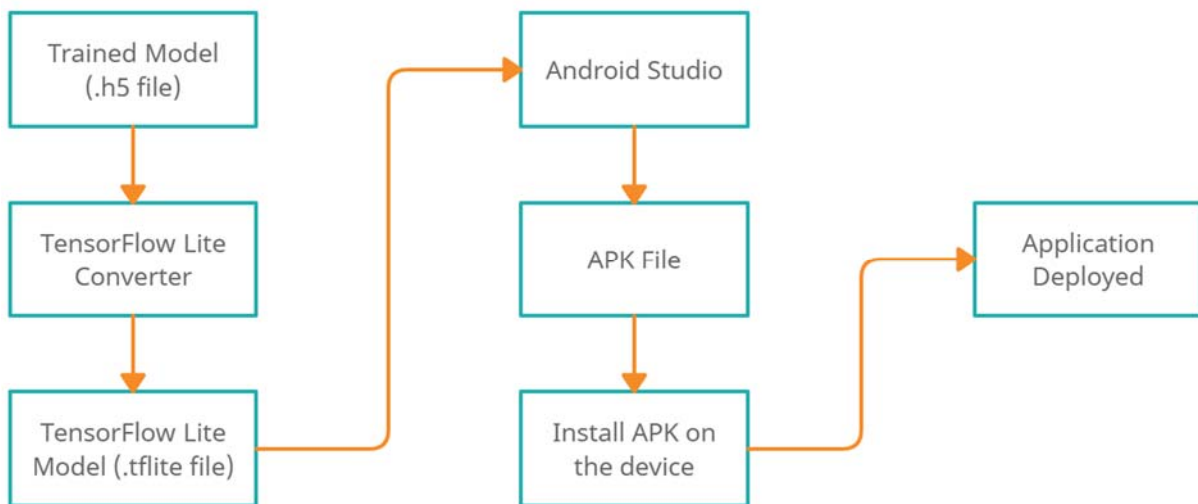 Trained Model
(.h5 file)
TensorFlow Lite
Converter
TensorFlow Lite
Model (.tflite file)
Android Studio
APK File
Install APK on
the device
Application
Deployed